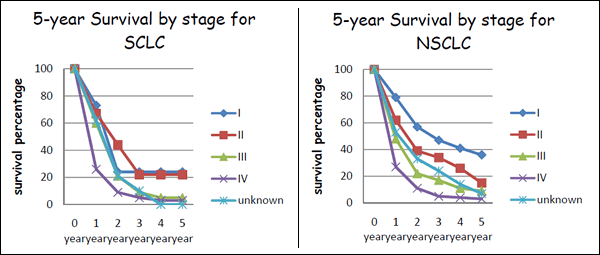 5-year Survival by stage for
SCLC
survival percentage
100
80
60
40
20
0
0 1 2 3 4 5
yearyearyearyearyearyear
I
II
III
IV
unknown
5-year Survival by stage for
NSCLC
survival percentage
100
80
60
40
20
0
0 1 2 3 4 5
yearyearyearyearyearyear
I
II
III
IV
unknown